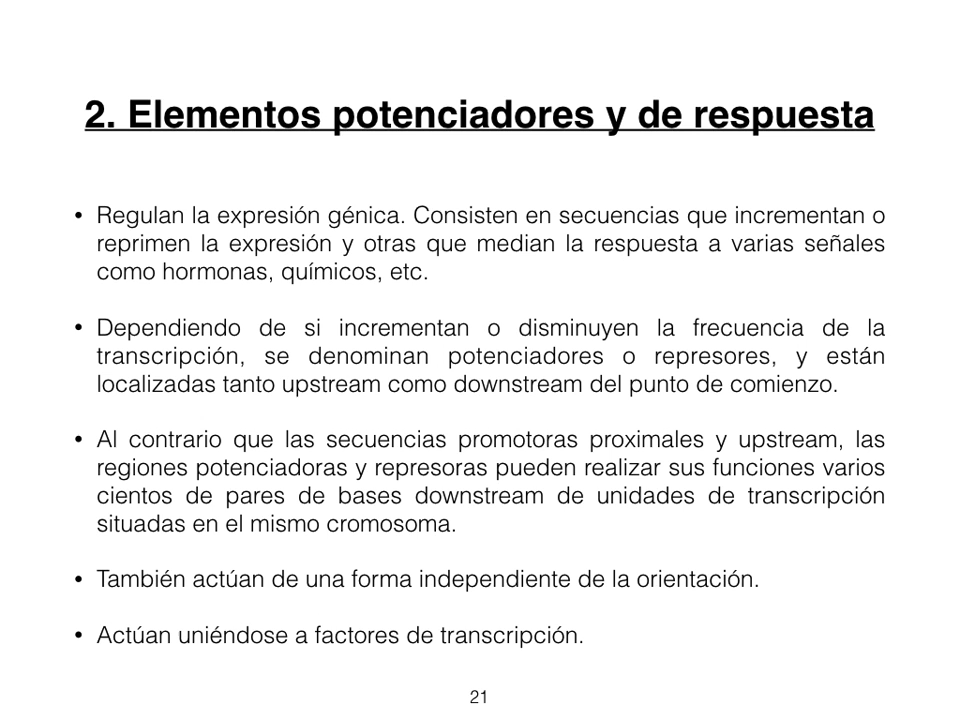 2. Elementos potenciadores y de respuesta
• Regulan la expresión génica. Consisten en secuencias que incrementan o
reprimen la expresión y otras que median la respuesta a varias señales
como hormonas, químicos, etc.
• Dependiendo de si incrementan o disminuyen la frecuencia de la
transcripción, se denominan potenciadores o represores, y están
localizadas tanto upstream como downstream del punto de comienzo.
• Al contrario que las secuencias promotoras proximales y upstream, las
regiones potenciadoras y represoras pueden realizar sus funciones varios
cientos de pares de bases downstream de unidades de transcripción
situadas en el mismo cromosoma.
• También actúan de una forma independiente de la orientación.
• Actúan uniéndose a factores de transcripción.
21